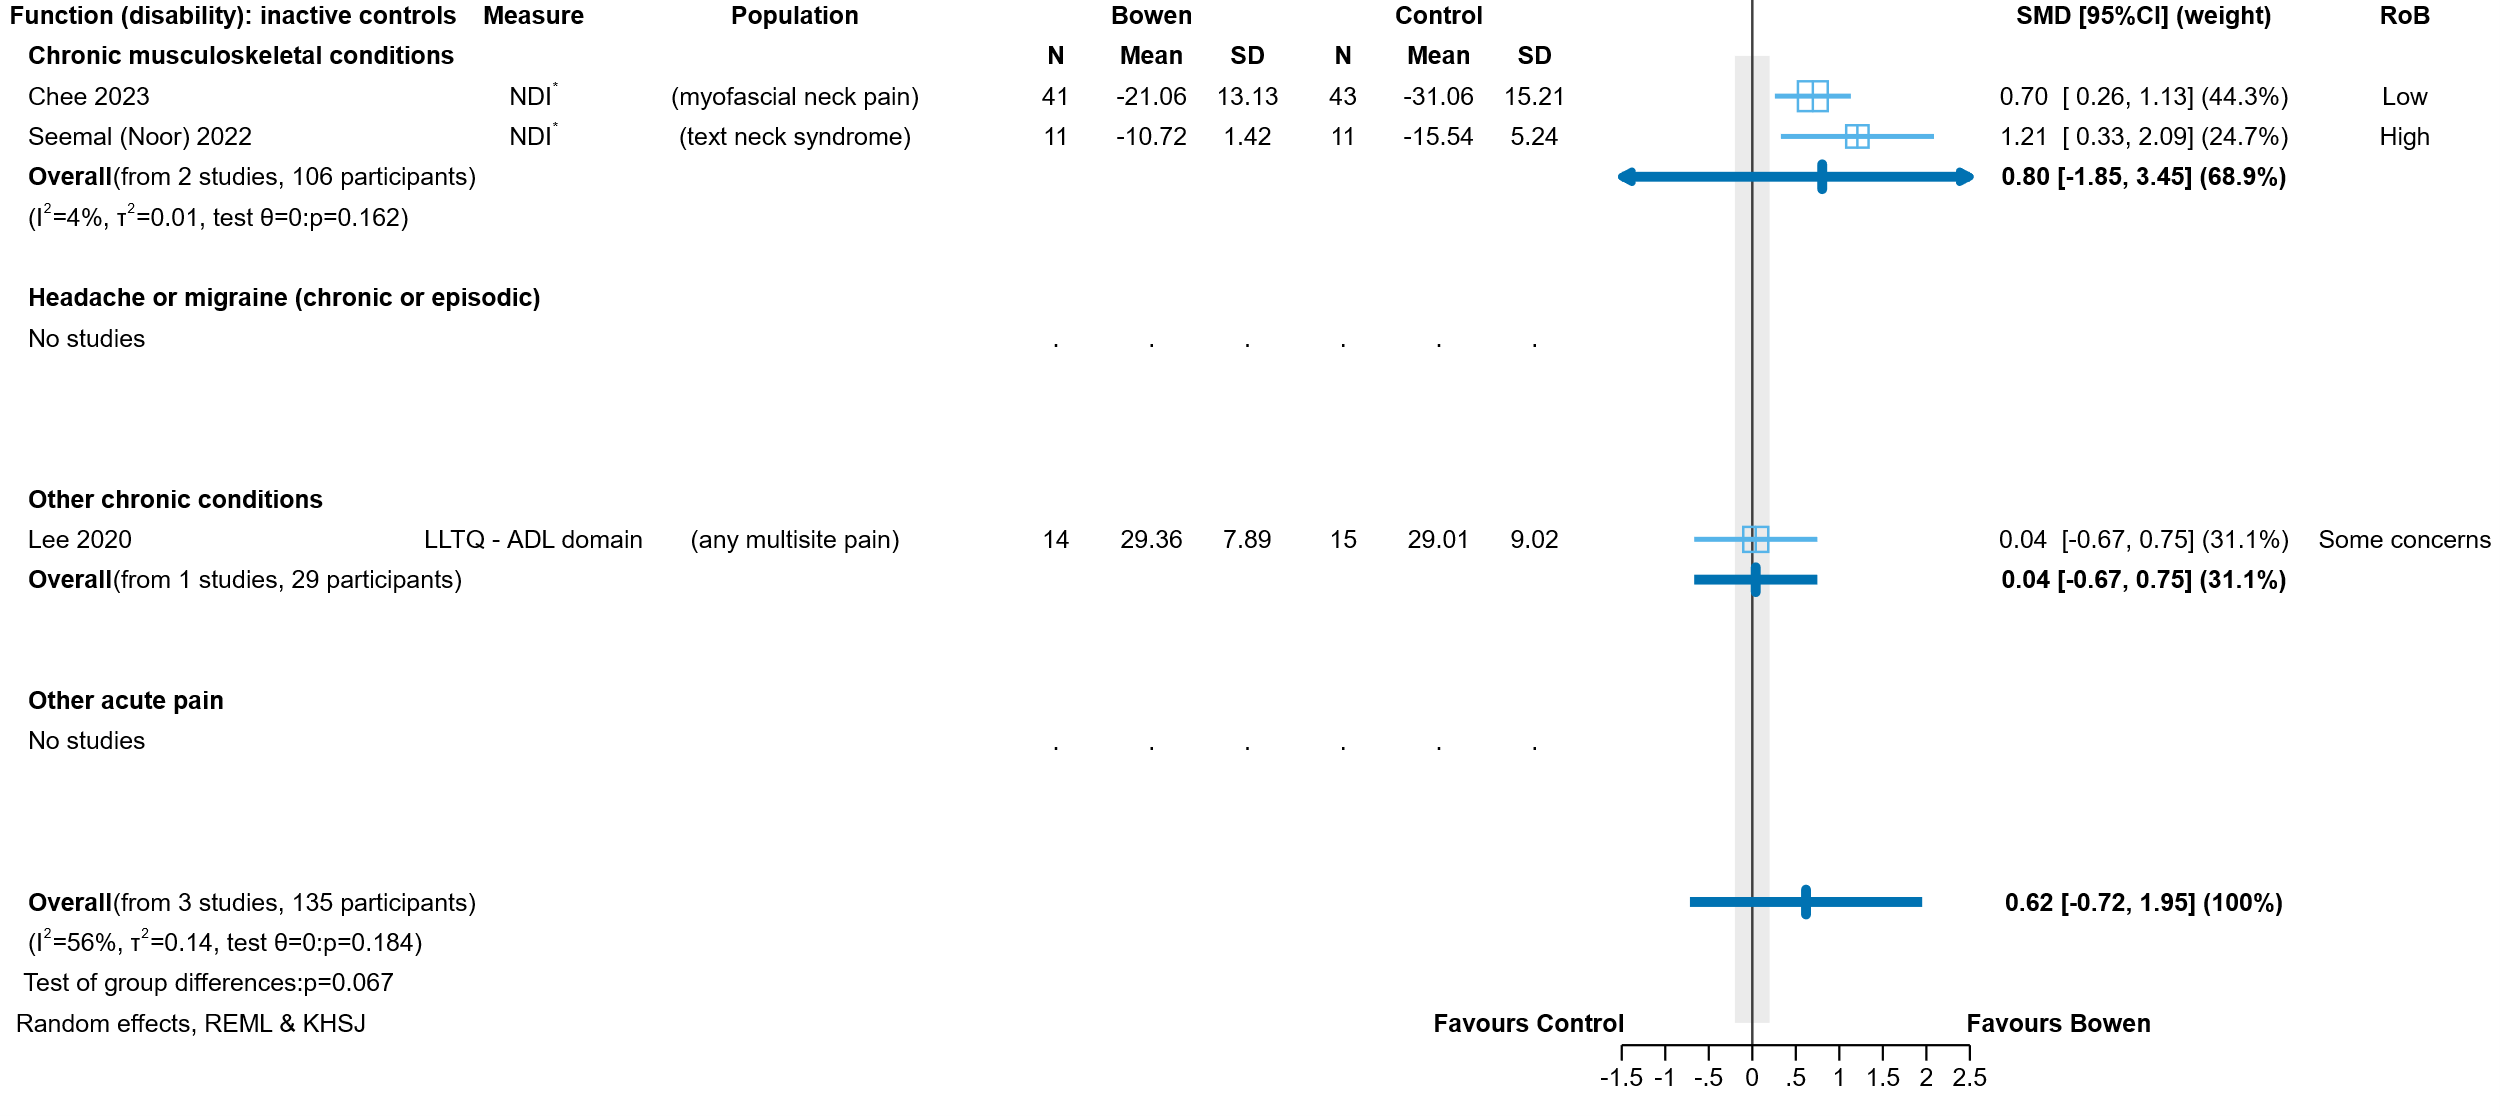 Function (disability): inactive controls Measure Population Bowen Control SMD [95%CI] (weight) RoB
Chronic musculoskeletal conditions N Mean SD N Mean SD
Chee 2023 NDI* (myofascial neck pain) 41 -21.06 13.13 43 -31.06 15.21 0.70 [ 0.26, 1.13] (44.3%) Low
Seemal (Noor) 2022 NDI* (text neck syndrome) 11 -10.72 1.42 11 -15.54 5.24 1.21 [ 0.33, 2.09] (24.7%) High
Overall(from 2 studies, 106 participants) 0.80 [-1.85, 3.45] (68.9%)
(I²=4%, τ²=0.01, test θ=0:p=0.162)
Headache or migraine (chronic or episodic)
No studies . . . . . .
Other chronic conditions
Lee 2020 LLTQ - ADL domain (any multisite pain) 14 29.36 7.89 15 29.01 9.02 0.04 [-0.67, 0.75] (31.1%) Some concerns
Overall(from 1 studies, 29 participants) 0.04 [-0.67, 0.75] (31.1%)
Other acute pain
No studies . . . . . .
Overall(from 3 studies, 135 participants) 0.62 [-0.72, 1.95] (100%)
(I²=56%, τ²=0.14, test θ=0:p=0.184)
Test of group differences:p=0.067
Random effects, REML & KHSJ Favours Control Favours Bowen
-1.5 -1 -.5 0 .5 1 1.5 2 2.5